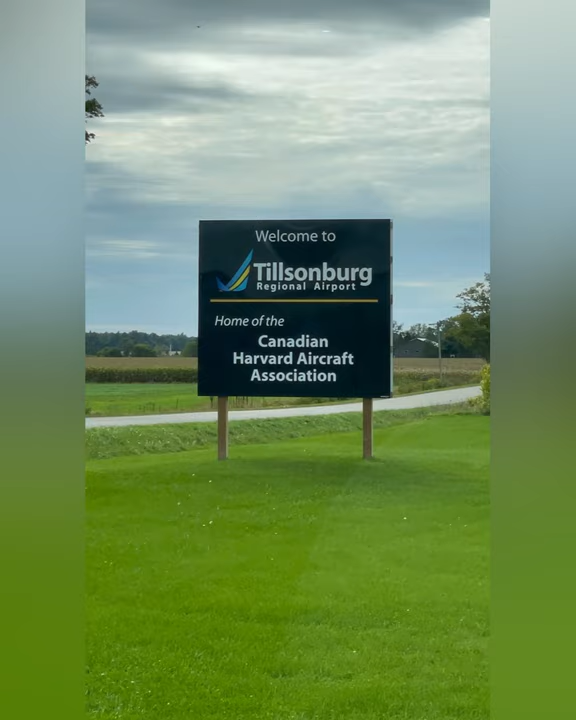 Welcome to
Tillsonburg
Regional Airport
Home of the
Canadian
Harvard Aircraft
Association